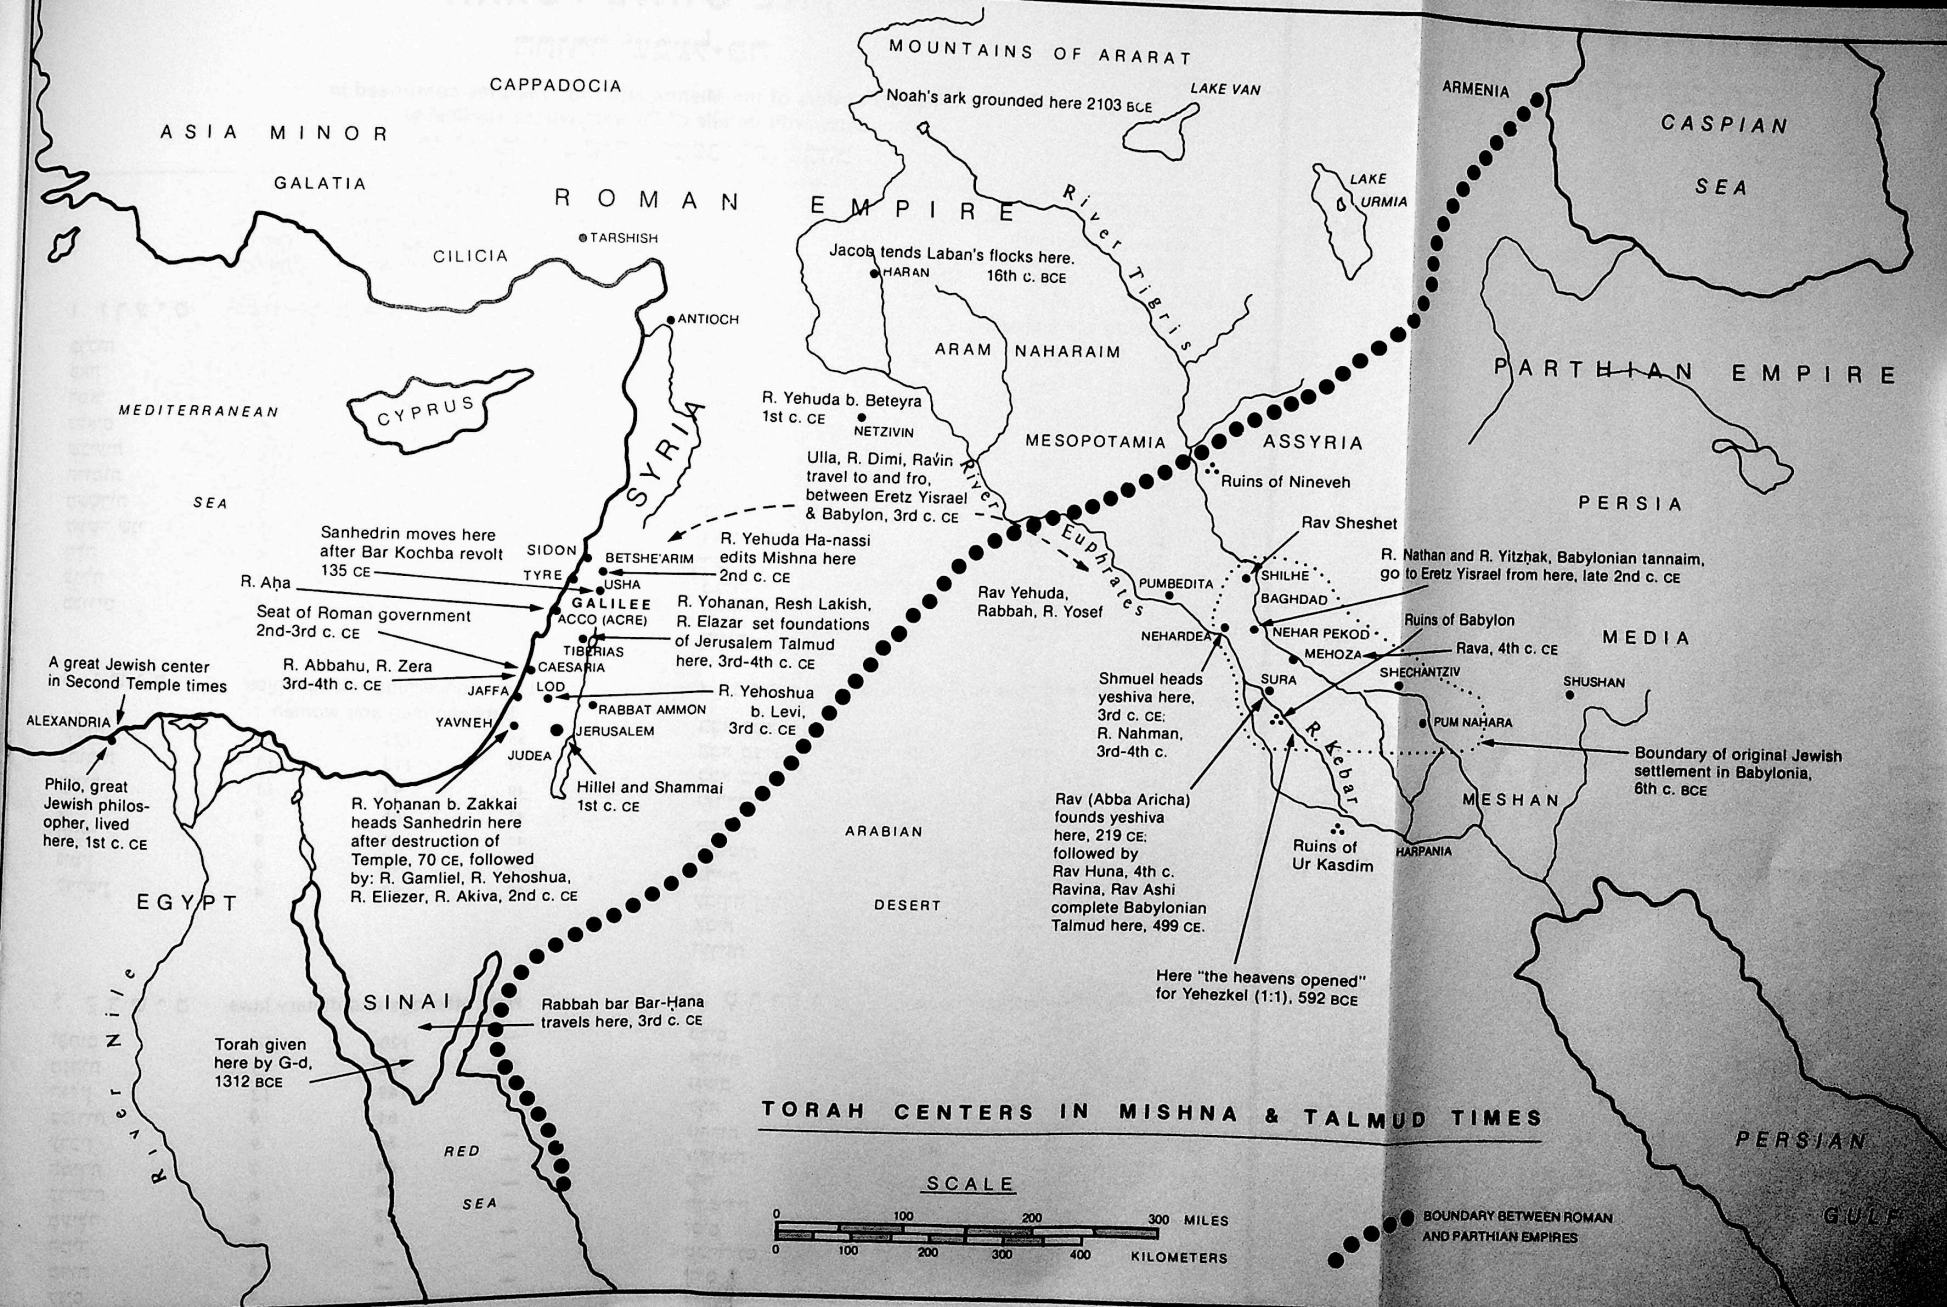 MOUNTAINS OF ARARAT
Noah's ark grounded here 2103 BCE
LAKE VAN
ARMENIA
CASPIAN
SEA
CAPPADOCIA
ASIA MINOR
GALATIA
ROMAN EMPIRE
LAKE
URMIA
River Tigris
TARSHISH
CILICIA
Jacob tends Laban's flocks here.
HARAN 16th c. BCE
ANTIOCH
ARAM NAHARAIM
PARTHIAN EMPIRE
CYPRUS
MEDITERRANEAN
SEA
SYRIA
R. Yehuda b. Beteyra
1st c. CE
NETZIVIN
MESOPOTAMIA
ASSYRIA
Ruins of Nineveh
PERSIA
Ulla, R. Dimi, Ravin
travel to and fro,
between Eretz Yisrael
& Babylon, 3rd c. CE
River
Euphrates
Rav Sheshet
Sanhedrin moves here
after Bar Kochba revolt
135 CE
SIDON
BETSHE'ARIM
R. Yehuda Ha-nassi
edits Mishna here
2nd c. CE
TYRE
USHA
R. Aḥa
GALILEE
ACCO (ACRE)
R. Yohanan, Resh Lakish,
R. Elazar set foundations
of Jerusalem Talmud
here, 3rd-4th c. CE
Seat of Roman government
2nd-3rd c. CE
TIBERIAS
CAESARIA
R. Abbahu, R. Zera
3rd-4th c. CE
JAFFA
LOD
R. Yehoshua
b. Levi,
3rd c. CE
RABBAT AMMON
YAVNEH
JERUSALEM
JUDEA
Hillel and Shammai
1st c. CE
A great Jewish center
in Second Temple times
ALEXANDRIA
Philo, great
Jewish philos-
opher, lived
here, 1st c. CE
R. Yoḥanan b. Zakkai
heads Sanhedrin here
after destruction of
Temple, 70 CE, followed
by: R. Gamliel, R. Yehoshua,
R. Eliezer, R. Akiva, 2nd c. CE
R. Nathan and R. Yitzḥak, Babylonian tannaim,
go to Eretz Yisrael from here, late 2nd c. CE
SHILHE
PUMBEDITA
BAGHDAD
Rav Yehuda,
Rabbah, R. Yosef
NEHARDEA
NEHAR PEKOD
Ruins of Babylon
MEDIA
MEHOZA
Rava, 4th c. CE
SHECHANTZIV
SHUSHAN
Shmuel heads
yeshiva here,
3rd c. CE;
R. Nahman,
3rd-4th c.
SURA
PUM NAHARA
R. Kebar
Boundary of original Jewish
settlement in Babylonia,
6th c. BCE
MESHAN
Rav (Abba Aricha)
founds yeshiva
here, 219 CE;
followed by
Rav Huna, 4th c.
Ravina, Rav Ashi
complete Babylonian
Talmud here, 499 CE.
Ruins of
Ur Kasdim
HARPANIA
ARABIAN
DESERT
Here "the heavens opened"
for Yehezkel (1:1), 592 BCE
EGYPT
River Nile
SINAI
Rabbah bar Bar-Ḥana
travels here, 3rd c. CE
Torah given
here by G-d,
1312 BCE
RED
SEA
PERSIAN
GULF
TORAH CENTERS IN MISHNA & TALMUD TIMES
SCALE
0 100 200 300 MILES
0 100 200 300 400 KILOMETERS
BOUNDARY BETWEEN ROMAN
AND PARTHIAN EMPIRES